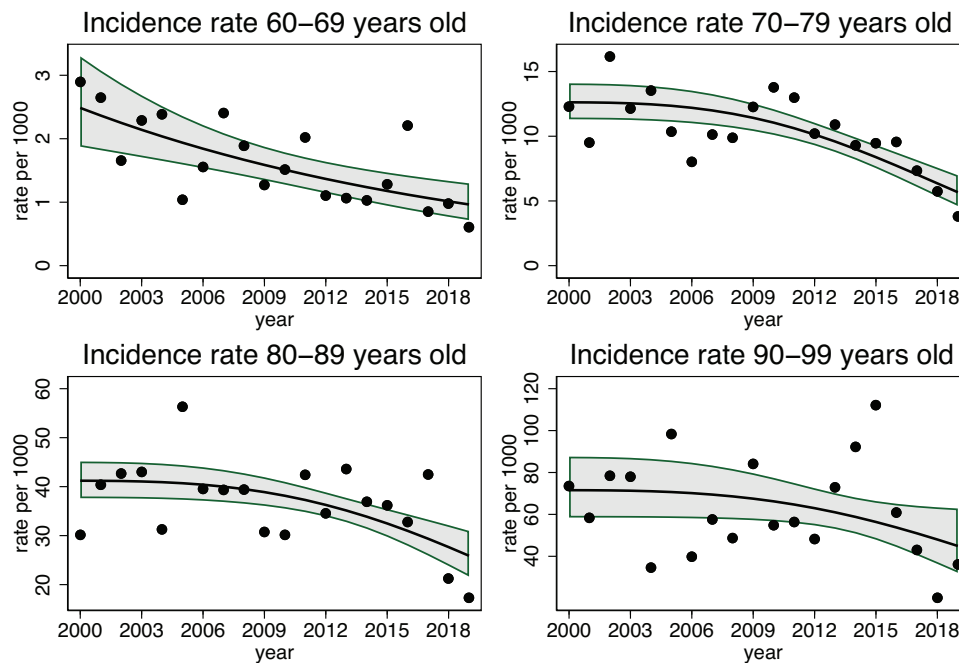 Incidence rate 60−69 years old
rate per 1000
0 1 2 3
2000 2003 2006 2009 2012 2015 2018
year
Incidence rate 70−79 years old
rate per 1000
0 5 10 15
2000 2003 2006 2009 2012 2015 2018
year
Incidence rate 80−89 years old
rate per 1000
20 30 40 50 60
2000 2003 2006 2009 2012 2015 2018
year
Incidence rate 90−99 years old
rate per 1000
40 60 80 100 120
2000 2003 2006 2009 2012 2015 2018
year